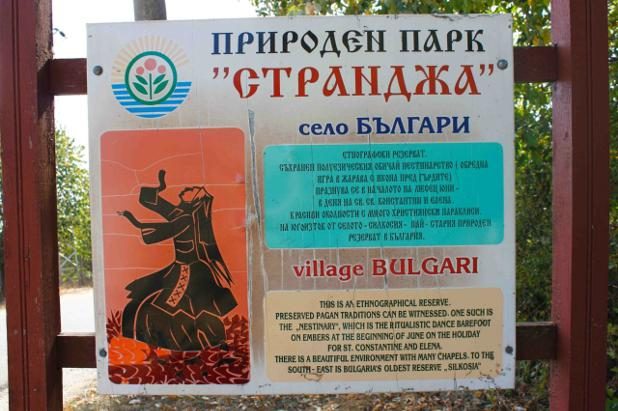 ПРИРОДЕН ПАРК
"СТРАНДЖА"
село БЪЛГАРИ
ЕТНОГРАФСКИ РЕЗЕРВАТ.
СЪХРАНЕН ПОЛУЕЗИЧЕСКИЯ ОБИЧАЙ НЕСТИНАРСТВО ( ОБРЕДНА
ИГРА В ЖАРАВА С ИКОНА ПРЕД ГЪРДИТЕ)
ПРАЗНУВА СЕ В НАЧАЛОТО НА МЕСЕЦ ЮНИ -
В ДЕНЯ НА СВ. СВ. КОНСТАНТИН И ЕЛЕНА.
КРАСИВИ ОКОЛНОСТИ С МНОГО ХРИСТИЯНСКИ ПАРАКЛИСИ.
НА ЮГОИЗТОК ОТ СЕЛОТО - СИЛКОСИЯ - НАЙ - СТАРИЯ ПРИРОДЕН
РЕЗЕРВАТ В БЪЛГАРИЯ.
village BULGARI
THIS IS AN ETHNOGRAPHICAL RESERVE.
PRESERVED PAGAN TRADITIONS CAN BE WITNESSED. ONE SUCH IS
THE „NESTINARY", WHICH IS THE RITUALISTIC DANCE BAREFOOT
ON EMBERS AT THE BEGINNING OF JUNE ON THE HOLIDAY
FOR ST. CONSTANTINE AND ELENA.
THERE IS A BEAUTIFUL ENVIRONMENT WITH MANY CHAPELS. TO THE
SOUTH - EAST IS BULGARIA'S OLDEST RESERVE „SILKOSIA"